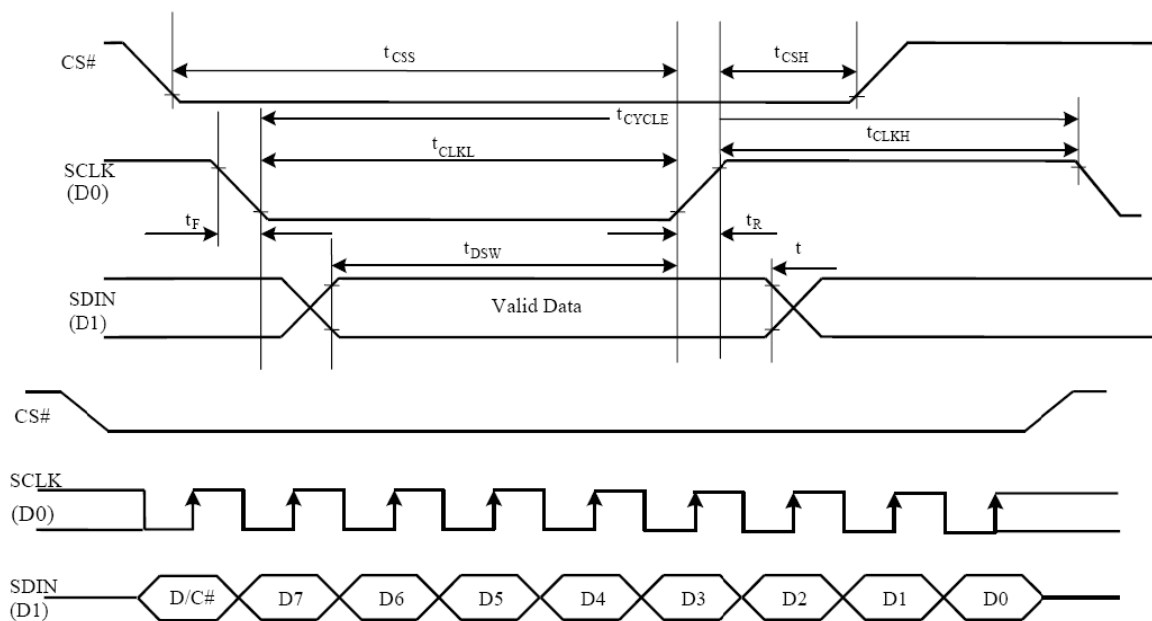 CS#
tCSS
tCSH
tCYCLE
tCLKL
tCLKH
SCLK
(D0)
tF
tR
tDSW
t
SDIN
(D1)
Valid Data
CS#
SCLK
(D0)
SDIN
(D1)
D/C# D7 D6 D5 D4 D3 D2 D1 D0